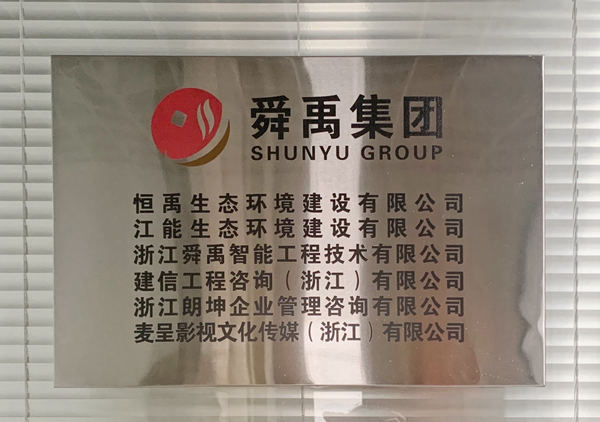 舜禹集团
SHUNYU GROUP
恒禹生态环境建设有限公司
江能生态环境建设有限公司
浙江舜禹智能工程技术有限公司
建信工程咨询（浙江）有限公司
浙江朗坤企业管理咨询有限公司
麦呈影视文化传媒（浙江）有限公司